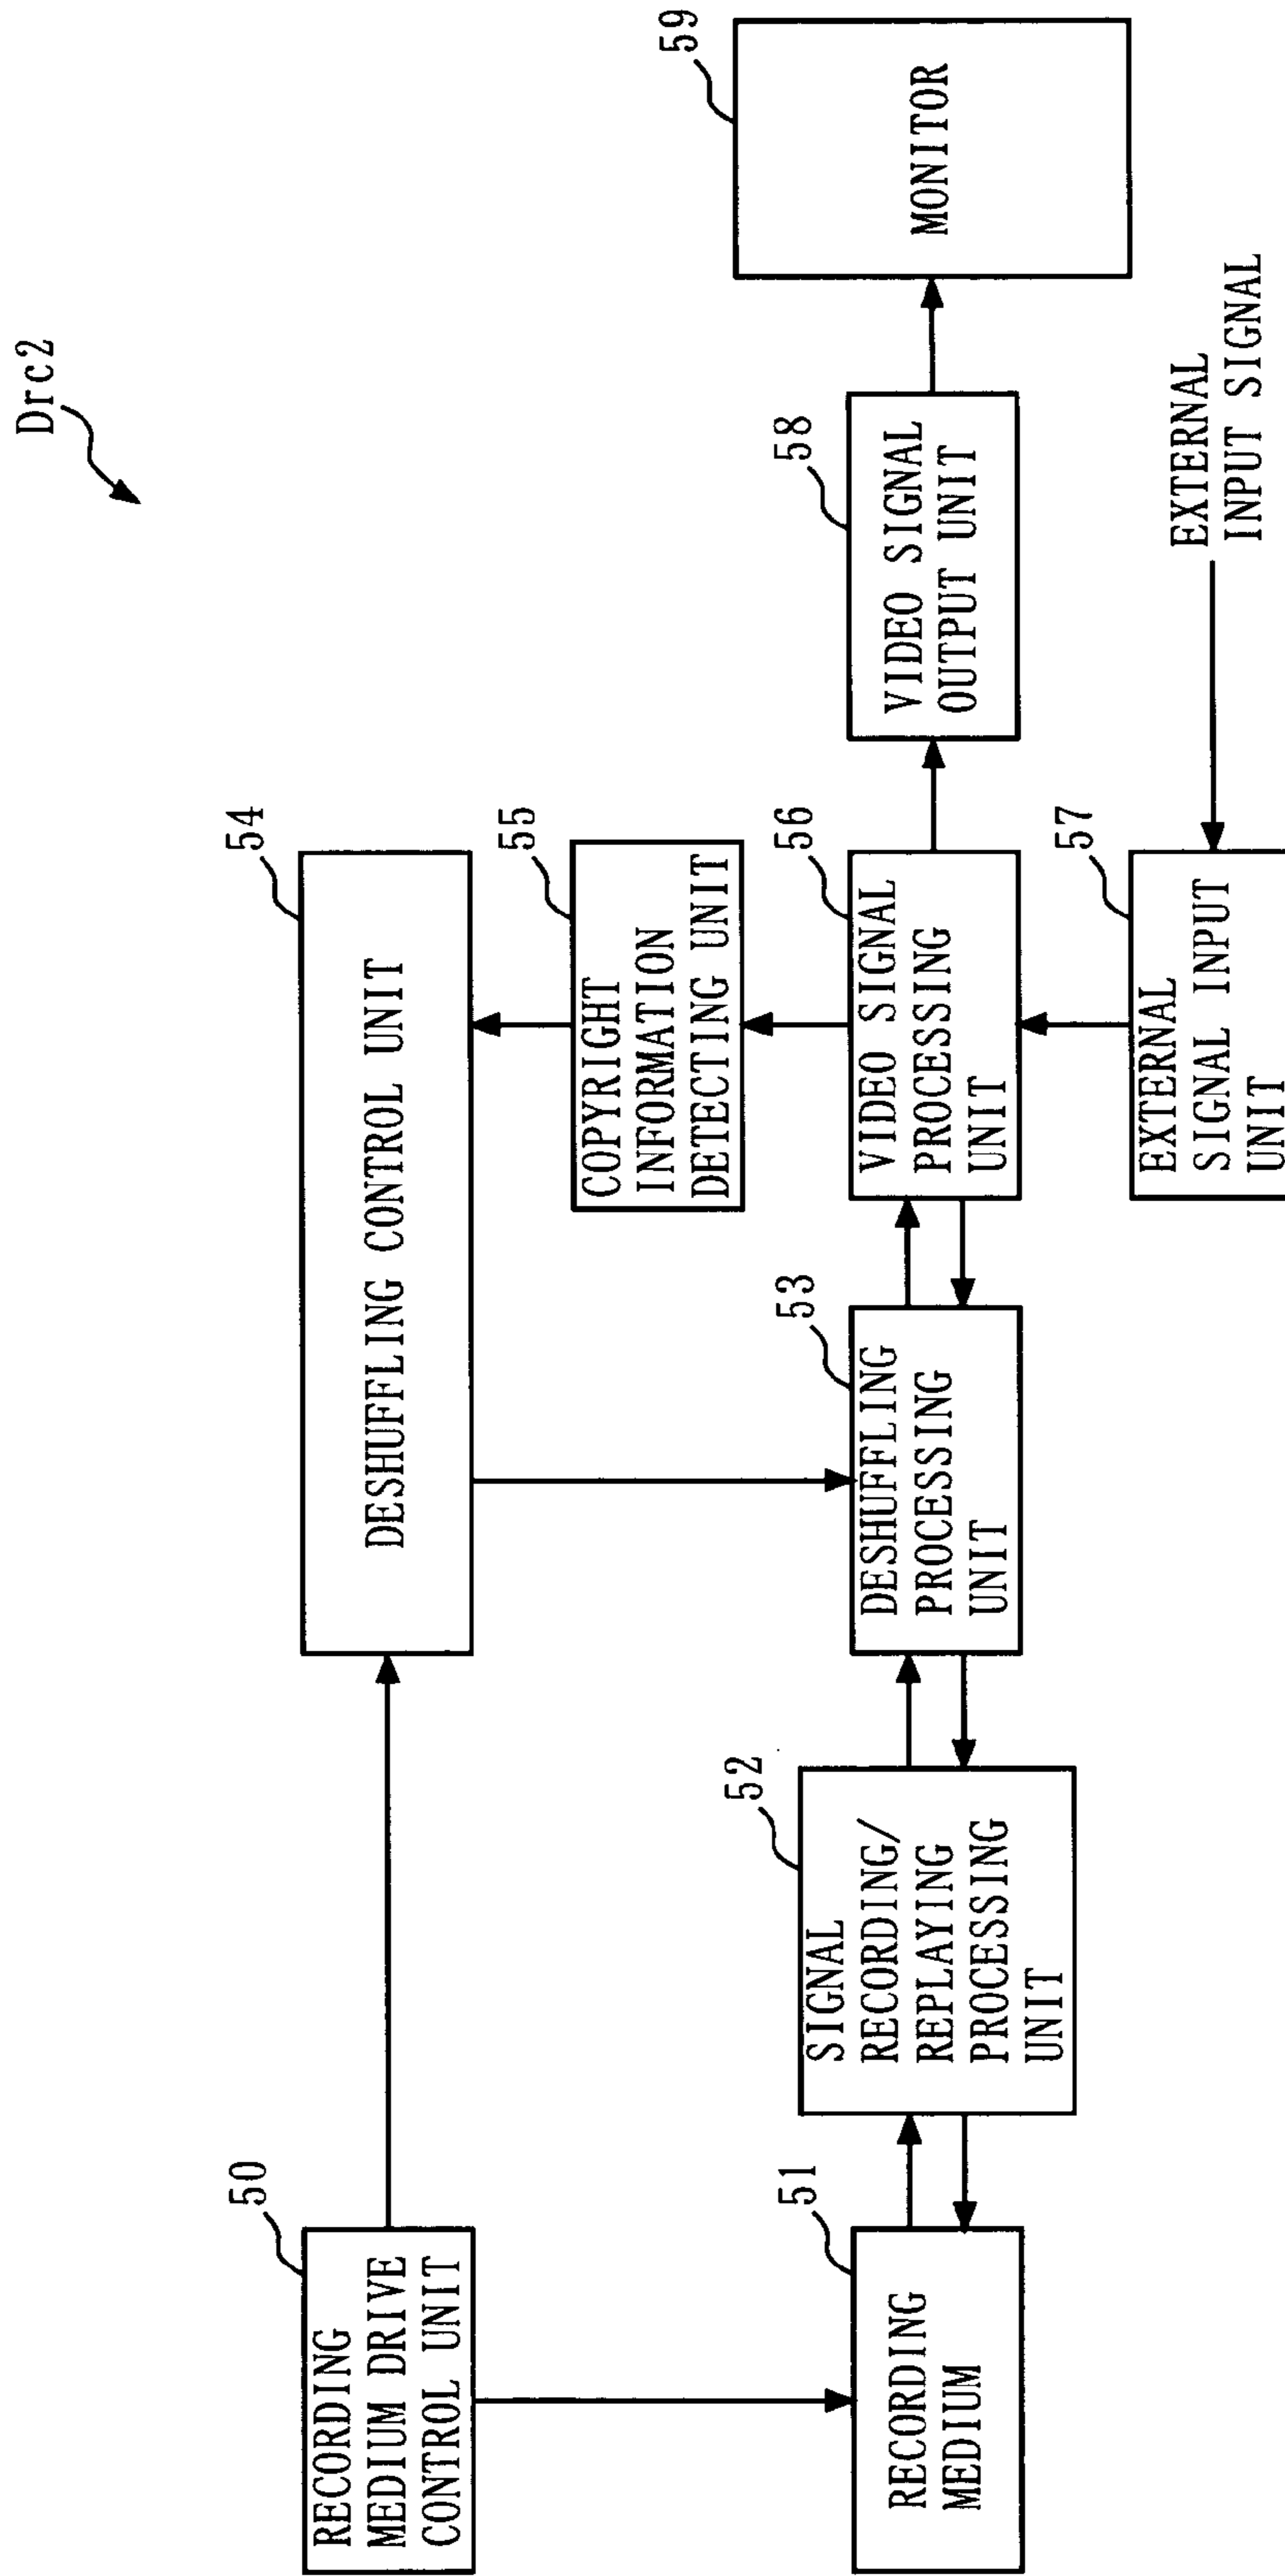 Drc2
50
RECORDING
MEDIUM DRIVE
CONTROL UNIT
54
DESHUFFLING CONTROL UNIT
55
COPYRIGHT
INFORMATION
DETECTING UNIT
51
RECORDING
MEDIUM
52
SIGNAL
RECORDING/
REPLAYING
PROCESSING
UNIT
53
DESHUFFLING
PROCESSING
UNIT
56
VIDEO SIGNAL
PROCESSING
UNIT
58
VIDEO SIGNAL
OUTPUT UNIT
59
MONITOR
57
EXTERNAL
SIGNAL INPUT
UNIT
EXTERNAL
INPUT SIGNAL